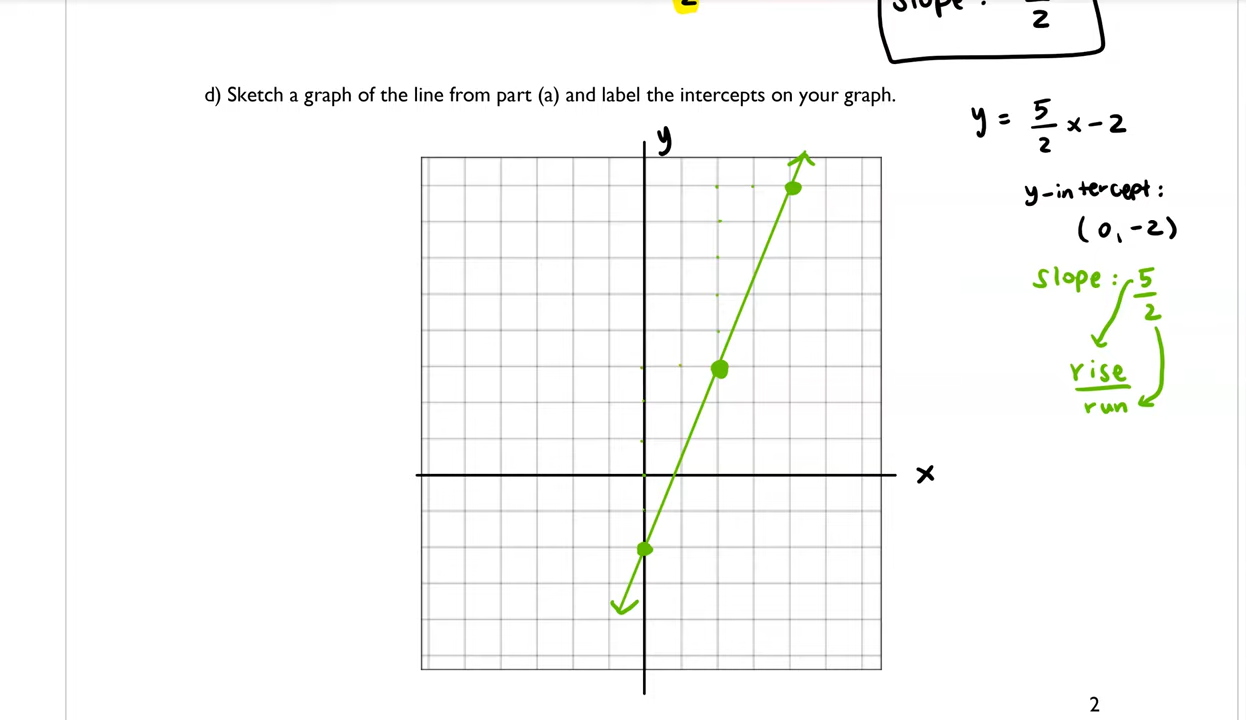 2
slope :
2
d) Sketch a graph of the line from part (a) and label the intercepts on your graph.
y = 5/2 x - 2
y
y-intercept :
(0, -2)
slope : 5/2
rise
run
x
2